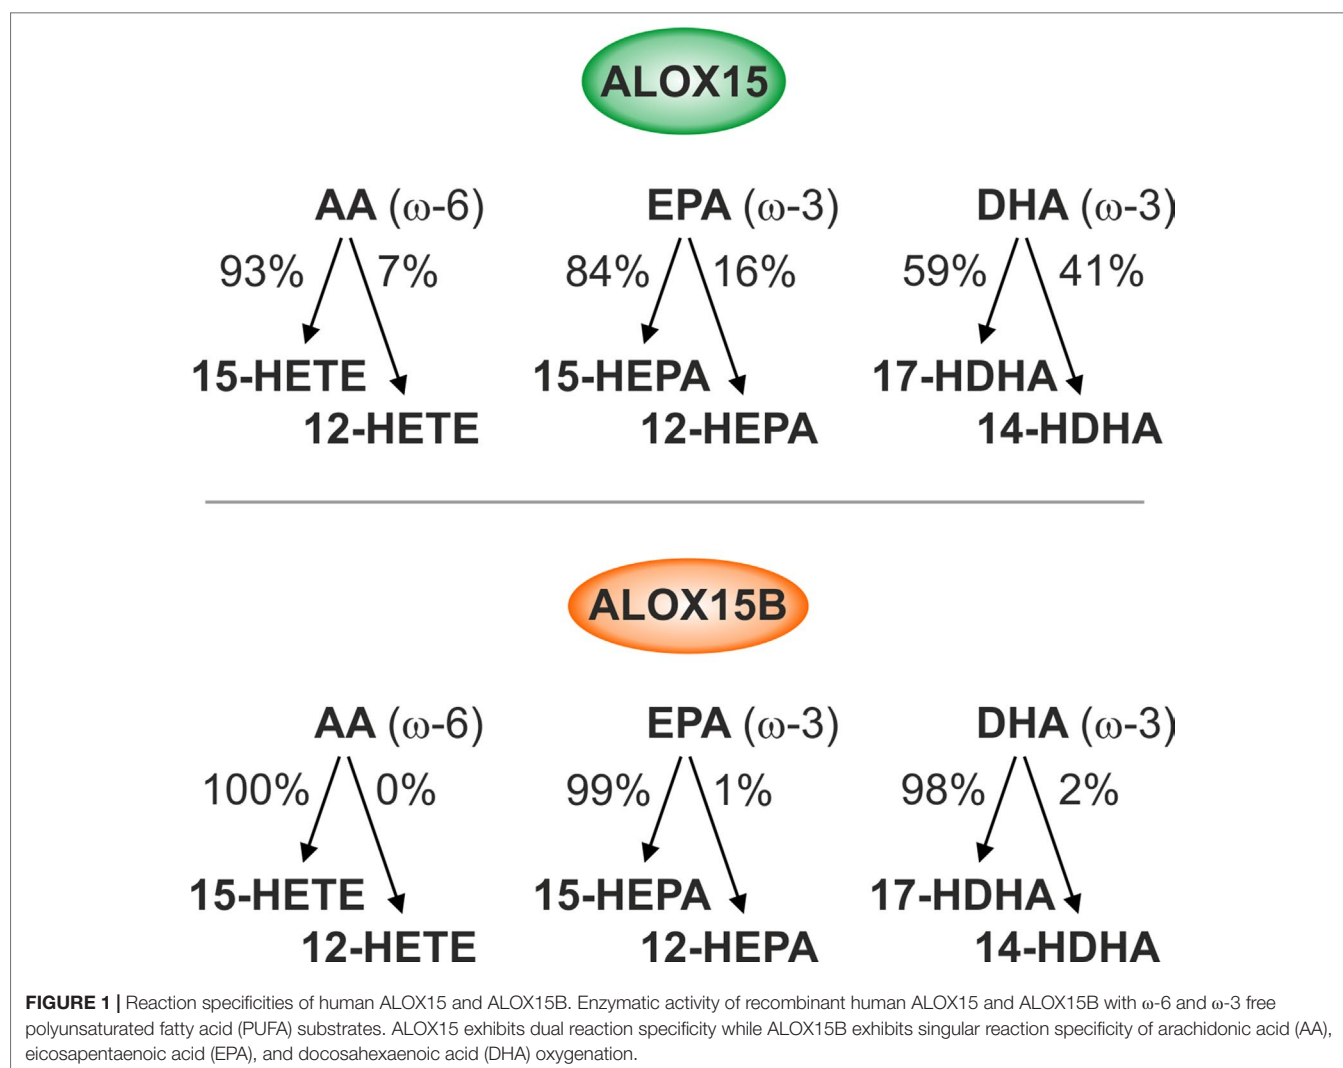 ALOX15
AA (ω-6) EPA (ω-3) DHA (ω-3)
93% 7% 84% 16% 59% 41%
15-HETE 15-HEPA 17-HDHA
12-HETE 12-HEPA 14-HDHA
ALOX15B
AA (ω-6) EPA (ω-3) DHA (ω-3)
100% 0% 99% 1% 98% 2%
15-HETE 15-HEPA 17-HDHA
12-HETE 12-HEPA 14-HDHA
FIGURE 1 | Reaction specificities of human ALOX15 and ALOX15B. Enzymatic activity of recombinant human ALOX15 and ALOX15B with ω-6 and ω-3 free
polyunsaturated fatty acid (PUFA) substrates. ALOX15 exhibits dual reaction specificity while ALOX15B exhibits singular reaction specificity of arachidonic acid (AA),
eicosapentaenoic acid (EPA), and docosahexaenoic acid (DHA) oxygenation.